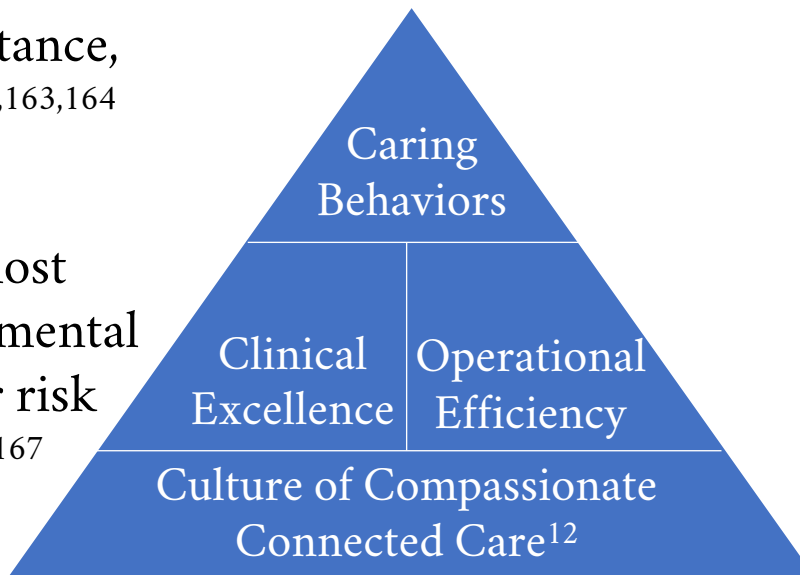 tance,
,163,164
ost
mental
r risk
167
Caring
Behaviors
Clinical
Excellence
Operational
Efficiency
Culture of Compassionate
Connected Care12